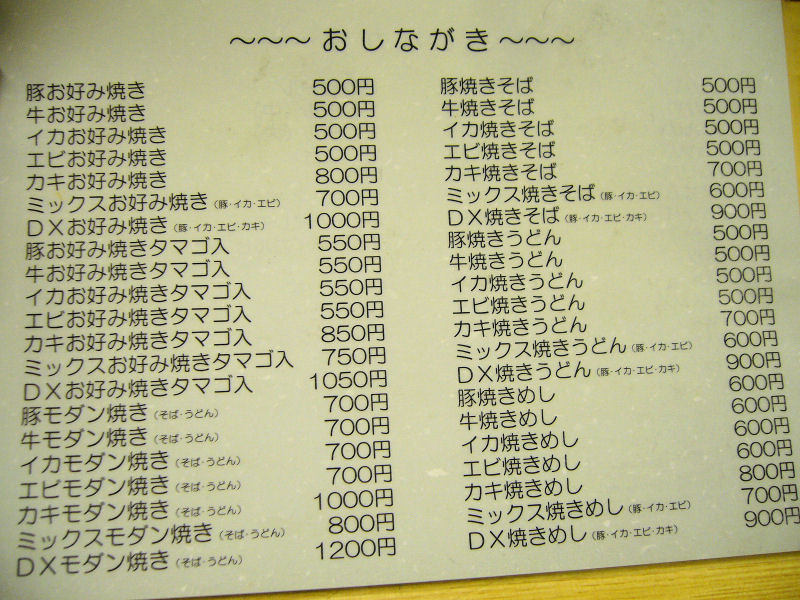 ～～～おしながき～～～
豚お好み焼き 500円
牛お好み焼き 500円
イカお好み焼き 500円
エビお好み焼き 500円
カキお好み焼き 800円
ミックスお好み焼き（豚・イカ・エビ） 700円
DXお好み焼き（豚・イカ・エビ・カキ） 1000円
豚お好み焼きタマゴ入 550円
牛お好み焼きタマゴ入 550円
イカお好み焼きタマゴ入 550円
エビお好み焼きタマゴ入 550円
カキお好み焼きタマゴ入 850円
ミックスお好み焼きタマゴ入 750円
DXお好み焼きタマゴ入 1050円
豚モダン焼き（そば・うどん） 700円
牛モダン焼き（そば・うどん） 700円
イカモダン焼き（そば・うどん） 700円
エビモダン焼き（そば・うどん） 700円
カキモダン焼き（そば・うどん） 1000円
ミックスモダン焼き（そば・うどん） 800円
DXモダン焼き（そば・うどん） 1200円
豚焼きそば 500円
牛焼きそば 500円
イカ焼きそば 500円
エビ焼きそば 500円
カキ焼きそば 700円
ミックス焼きそば（豚・イカ・エビ） 600円
DX焼きそば（豚・イカ・エビ・カキ） 900円
豚焼きうどん 500円
牛焼きうどん 500円
イカ焼きうどん 500円
エビ焼きうどん 500円
カキ焼きうどん 700円
ミックス焼きうどん（豚・イカ・エビ） 600円
DX焼きうどん（豚・イカ・エビ・カキ） 900円
豚焼きめし 600円
牛焼きめし 600円
イカ焼きめし 600円
エビ焼きめし 600円
カキ焼きめし 800円
ミックス焼きめし（豚・イカ・エビ） 700円
DX焼きめし（豚・イカ・エビ・カキ） 900円